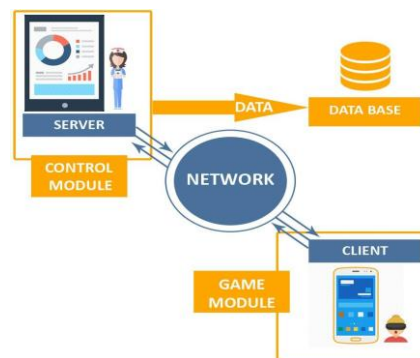 SERVER
DATA
DATA BASE
CONTROL
MODULE
NETWORK
CLIENT
GAME
MODULE